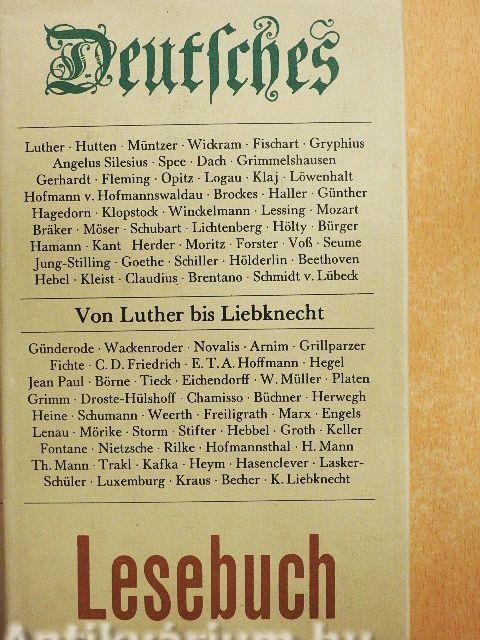 Deutsches
Luther · Hutten · Müntzer · Wickram · Fischart · Gryphius
Angelus Silesius · Spee · Dach · Grimmelshausen
Gerhardt · Fleming · Opitz · Logau · Klaj · Löwenhalt
Hofmann v. Hofmannswaldau · Brockes · Haller · Günther
Hagedorn · Klopstock · Winckelmann · Lessing · Mozart
Bräker · Möser · Schubart · Lichtenberg · Hölty · Bürger
Hamann · Kant Herder · Moritz · Forster · Voß · Seume
Jung-Stilling · Goethe · Schiller · Hölderlin · Beethoven
Hebel · Kleist · Claudius · Brentano · Schmidt v. Lübeck
Von Luther bis Liebknecht
Günderode · Wackenroder · Novalis · Arnim · Grillparzer
Fichte · C. D. Friedrich · E. T. A. Hoffmann · Hegel
Jean Paul · Börne · Tieck · Eichendorff · W. Müller · Platen
Grimm · Droste-Hülshoff · Chamisso · Büchner · Herwegh
Heine · Schumann · Weerth · Freiligrath · Marx · Engels
Lenau · Mörike · Storm · Stifter · Hebbel · Groth · Keller
Fontane · Nietzsche · Rilke · Hofmannsthal · H. Mann
Th. Mann · Trakl · Kafka · Heym · Hasenclever · Lasker-
Schüler · Luxemburg · Kraus · Becher · K. Liebknecht
Lesebuch
Antikvárium.hu